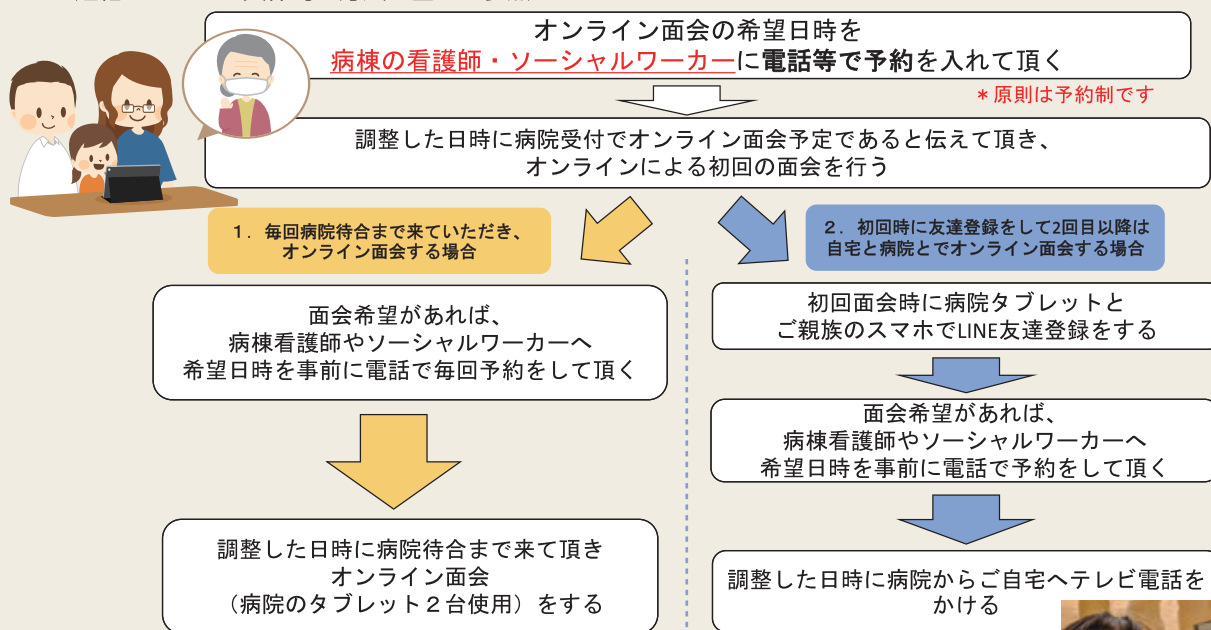 オンライン面会の希望日時を
病棟の看護師・ソーシャルワーカーに電話等で予約を入れて頂く
＊原則は予約制です
調整した日時に病院受付でオンライン面会予定であると伝えて頂き、
オンラインによる初回の面会を行う
１．毎回病院待合まで来ていただき、
オンライン面会する場合
面会希望があれば、
病棟看護師やソーシャルワーカーへ
希望日時を事前に電話で毎回予約をして頂く
調整した日時に病院待合まで来て頂き
オンライン面会
（病院のタブレット２台使用）をする
２．初回時に友達登録をして2回目以降は
自宅と病院とでオンライン面会する場合
初回面会時に病院タブレットと
ご親族のスマホでLINE友達登録をする
面会希望があれば、
病棟看護師やソーシャルワーカーへ
希望日時を事前に電話で予約をして頂く
調整した日時に病院からご自宅へテレビ電話を
かける